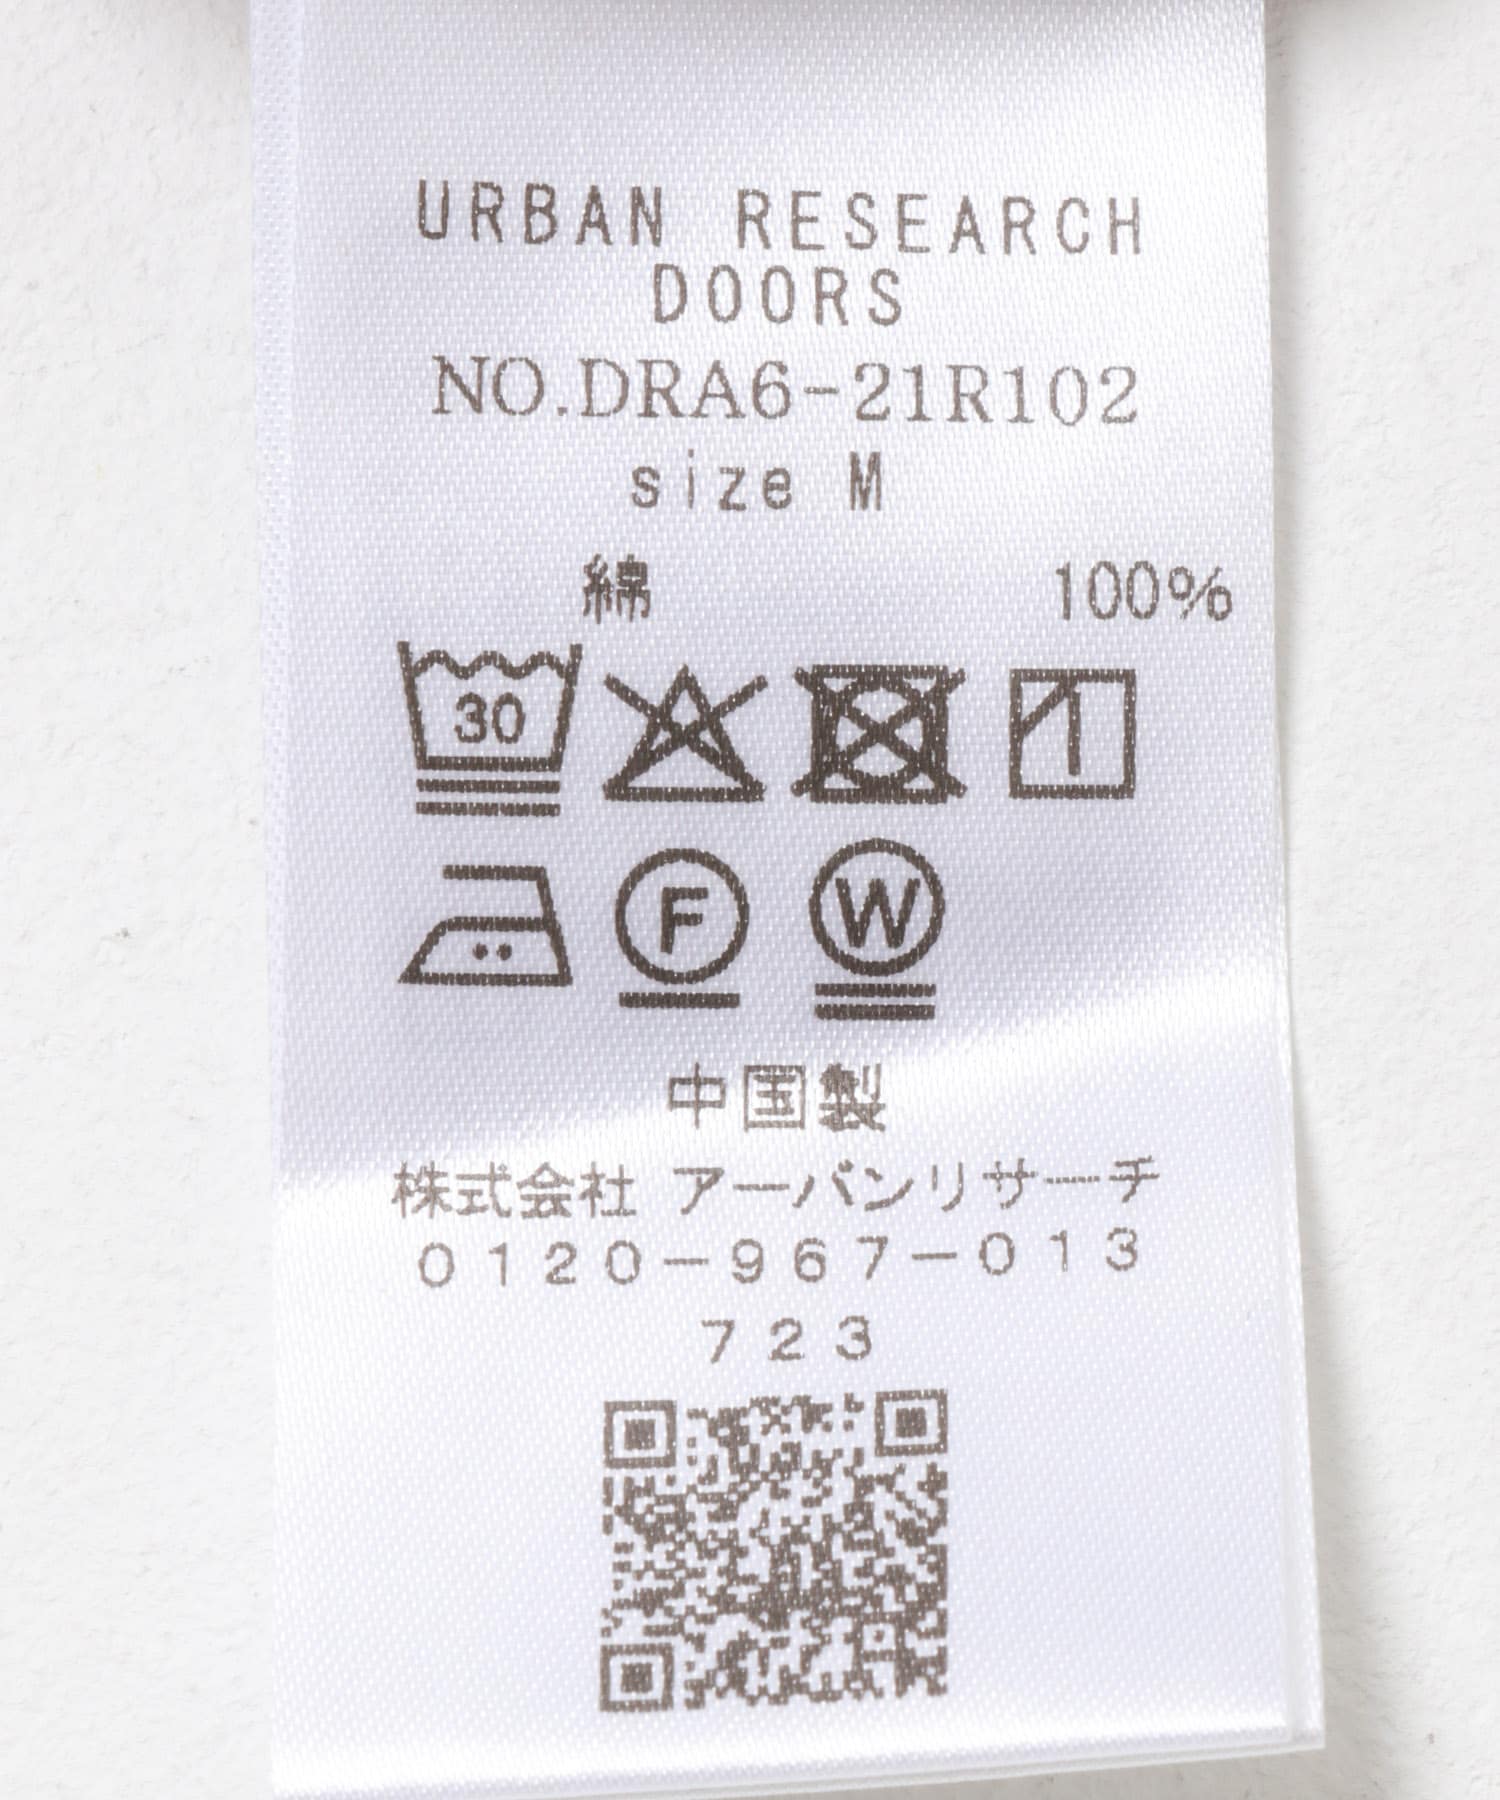 URBAN RESEARCH
DOORS
NO.DRA6-21R102
size M
綿 100%
30
F W
中国製
株式会社 アーバンリサーチ
0120-967-013
723